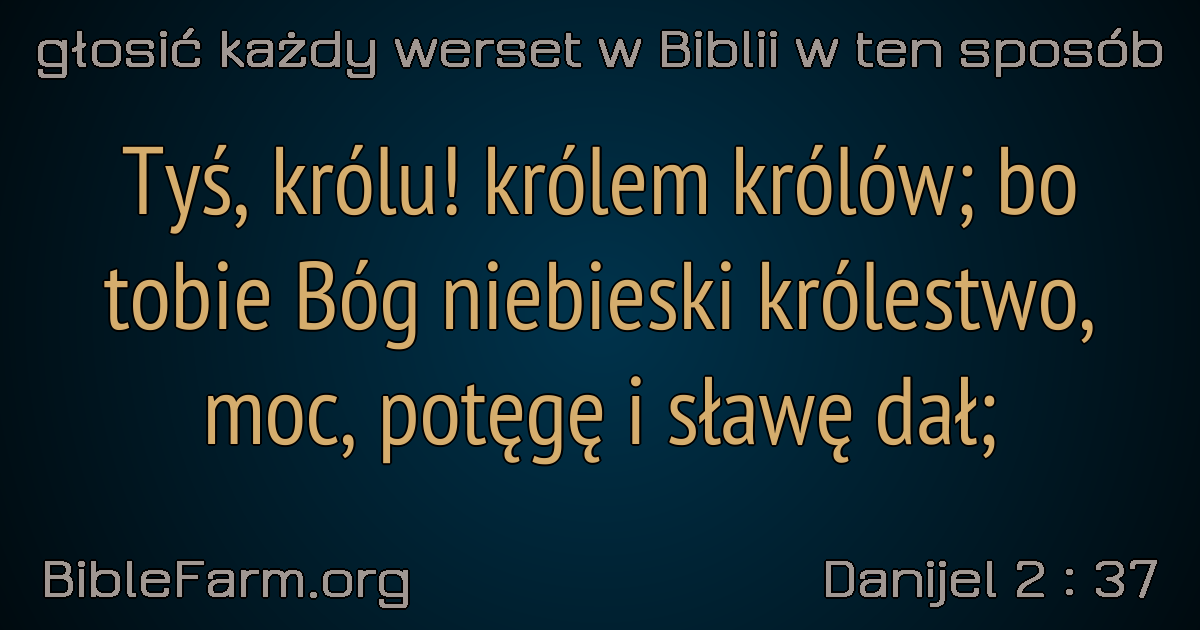 głosić każdy werset w Biblii w ten sposób
Tyś, królu! królem królów; bo
tobie Bóg niebieski królestwo,
moc, potęgę i sławę dał;
BibleFarm.org
Danijel 2 : 37